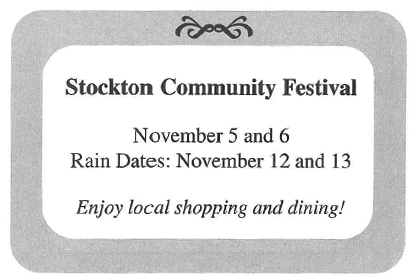 Stockton Community Festival
November 5 and 6
Rain Dates: November 12 and 13
Enjoy local shopping and dining!